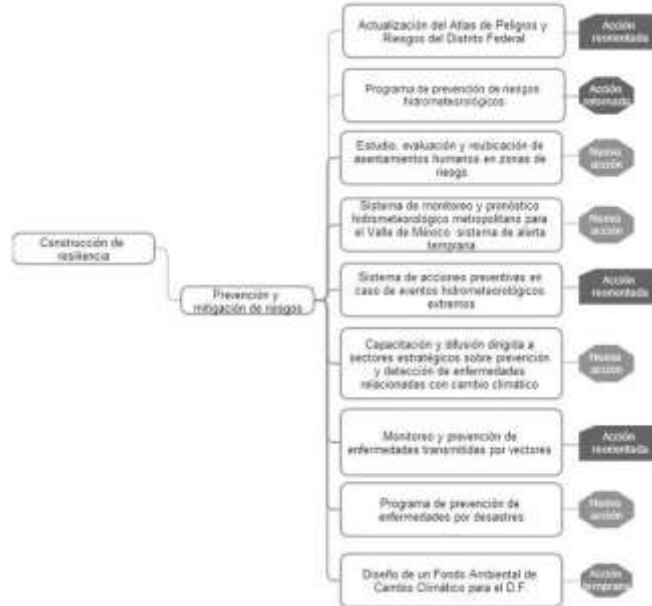 Actualización del Atlas de Peligros y
Riesgos del Distrito Federal
Acción
reorientada
Programa de prevención de riesgos
hidrometeorológicos
Acción
retomada
Estudio, evaluación y reubicación de
asentamientos humanos en zonas de
riesgo
Nueva
acción
Sistema de monitoreo y pronóstico
hidrometeorológico metropolitano para
el Valle de México sistema de alerta
temprana
Nueva
acción
Construcción de
resiliencia
Prevención y
mitigación de riesgos
Sistema de acciones preventivas en
caso de eventos hidrometeorológicos
extremos
Acción
reorientada
Capacitación y difusión dirigida a
sectores estratégicos sobre prevención
y detección de enfermedades
relacionadas con cambio climático
Nueva
acción
Monitoreo y prevención de
enfermedades transmitidas por vectores
Acción
reorientada
Programa de prevención de
enfermedades por desastres
Nueva
acción
Diseño de un Fondo Ambiental de
Cambio Climático para el D.F.
Acción
temprana